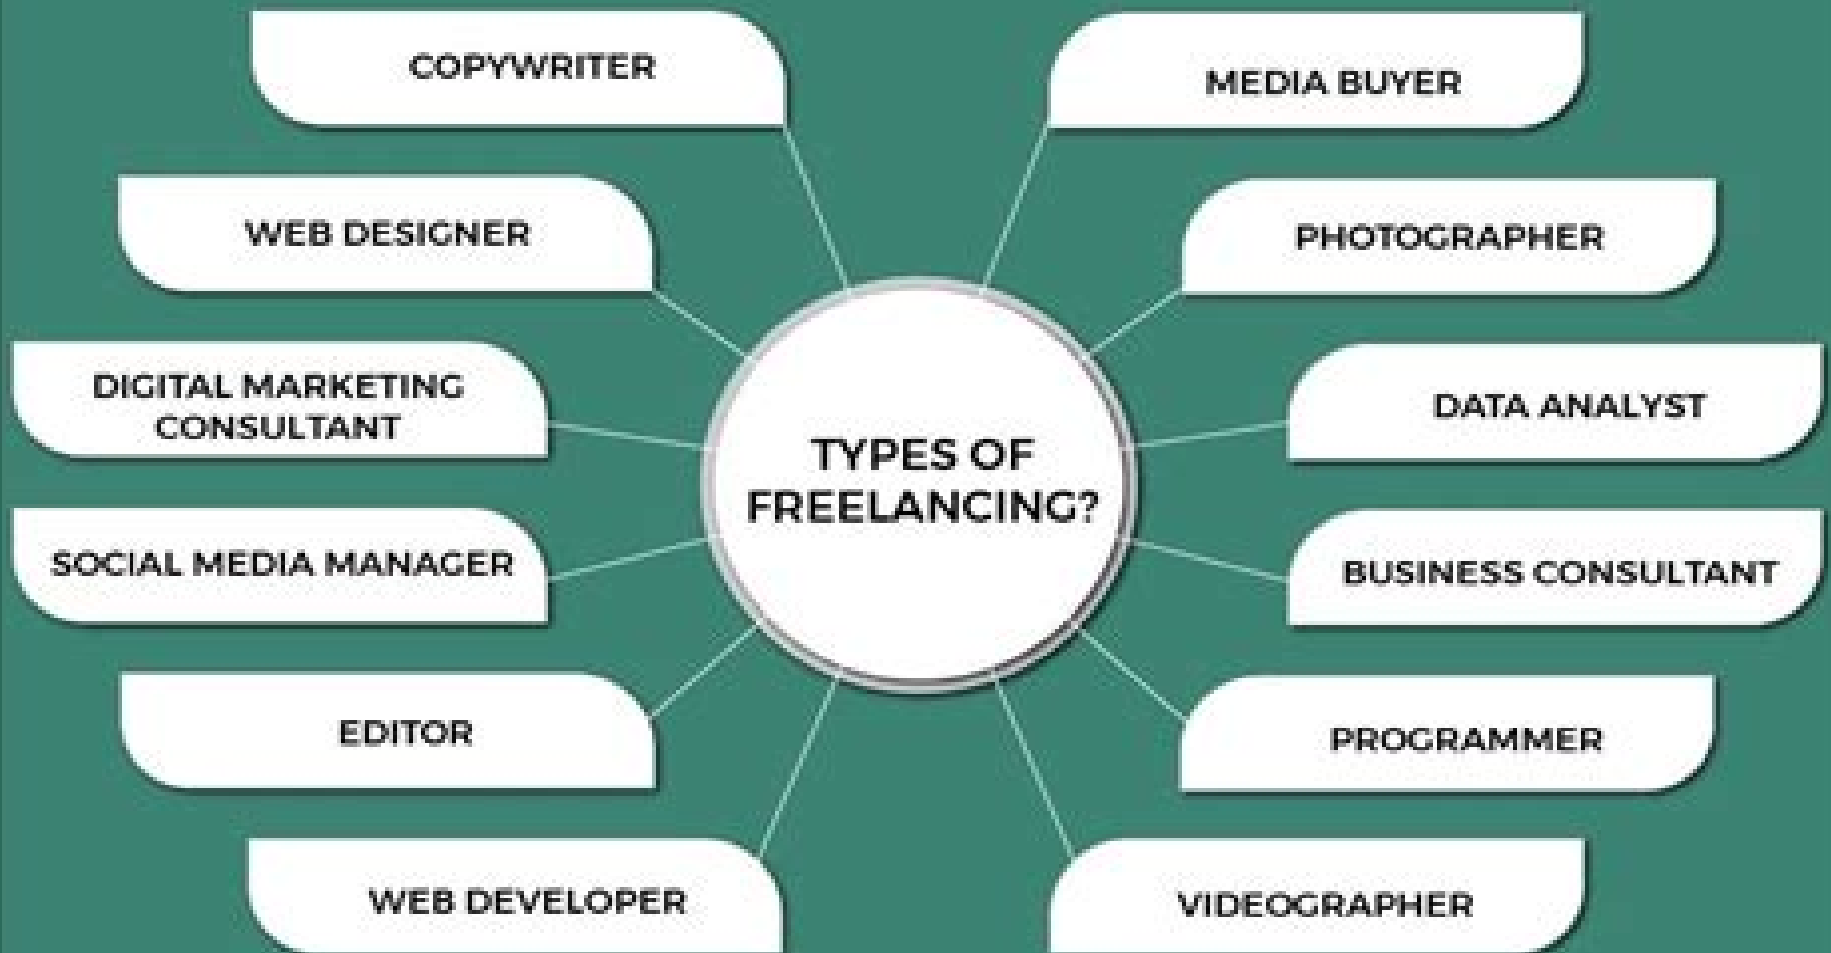 COPYWRITER
MEDIA BUYER
WEB DESIGNER
PHOTOGRAPHER
DIGITAL MARKETING
CONSULTANT
DATA ANALYST
TYPES OF
FREELANCING?
SOCIAL MEDIA MANAGER
BUSINESS CONSULTANT
EDITOR
PROGRAMMER
WEB DEVELOPER
VIDEOGRAPHER